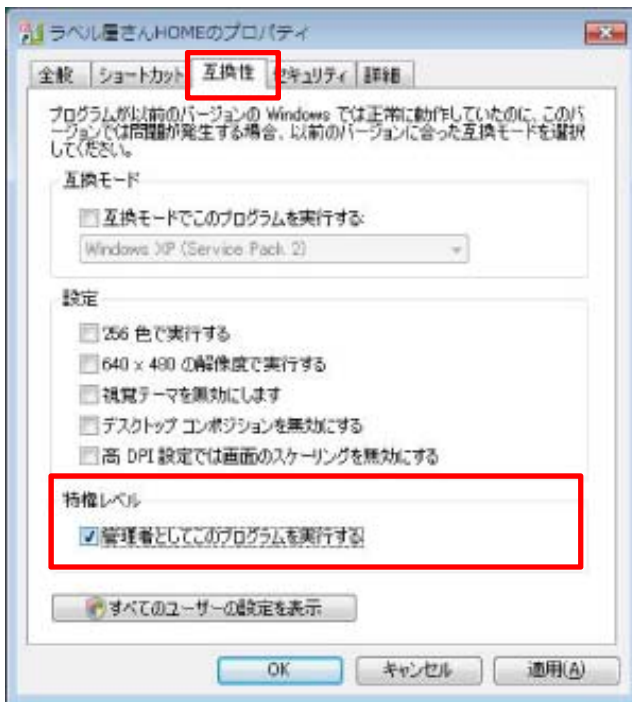 ラベル屋さんHOMEのプロパティ
全般 ショートカット 互換性 セキュリティ 詳細
プログラムが以前のバージョンの Windows では正常に動作していたのに、このバ
ージョンでは問題が発生する場合、以前のバージョンに合った互換モードを選択
してください。
互換モード
互換モードでこのプログラムを実行する:
Windows XP (Service Pack 2)
設定
256 色で実行する
640 x 480 の解像度で実行する
視覚テーマを無効にします
デスクトップ コンポジションを無効にする
高 DPI 設定では画面のスケーリングを無効にする
特権レベル
管理者としてこのプログラムを実行する
すべてのユーザーの設定を表示
OK キャンセル 適用(A)